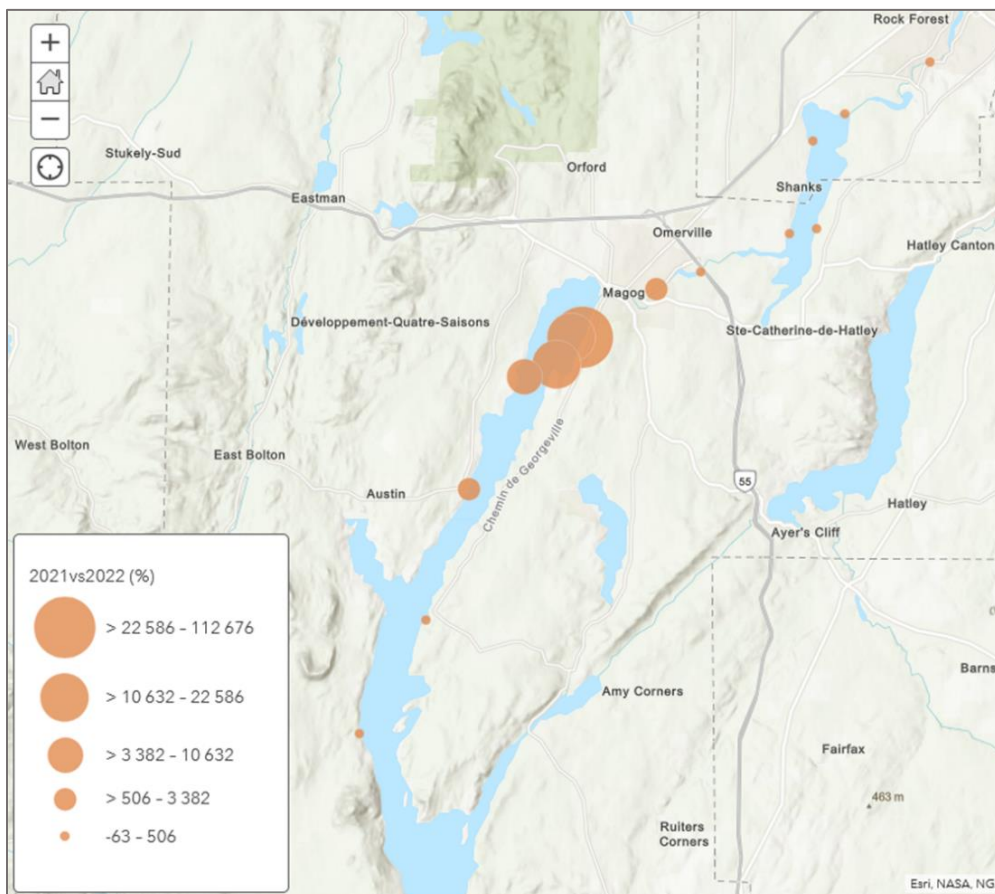 Rock Forest
+
−
Stukely-Sud
Orford
Shanks
Eastman
Omerville
Hatley Canton
Magog
Développement-Quatre-Saisons
Ste-Catherine-de-Hatley
West Bolton
East Bolton
Chemin de Georgeville
55
Austin
Hatley
Ayer's Cliff
2021vs2022 (%)
> 22 586 - 112 676
> 10 632 - 22 586
> 3 382 - 10 632
> 506 - 3 382
-63 - 506
Barns
Amy Corners
Fairfax
463 m
Ruiters
Corners
Esri, NASA, NG